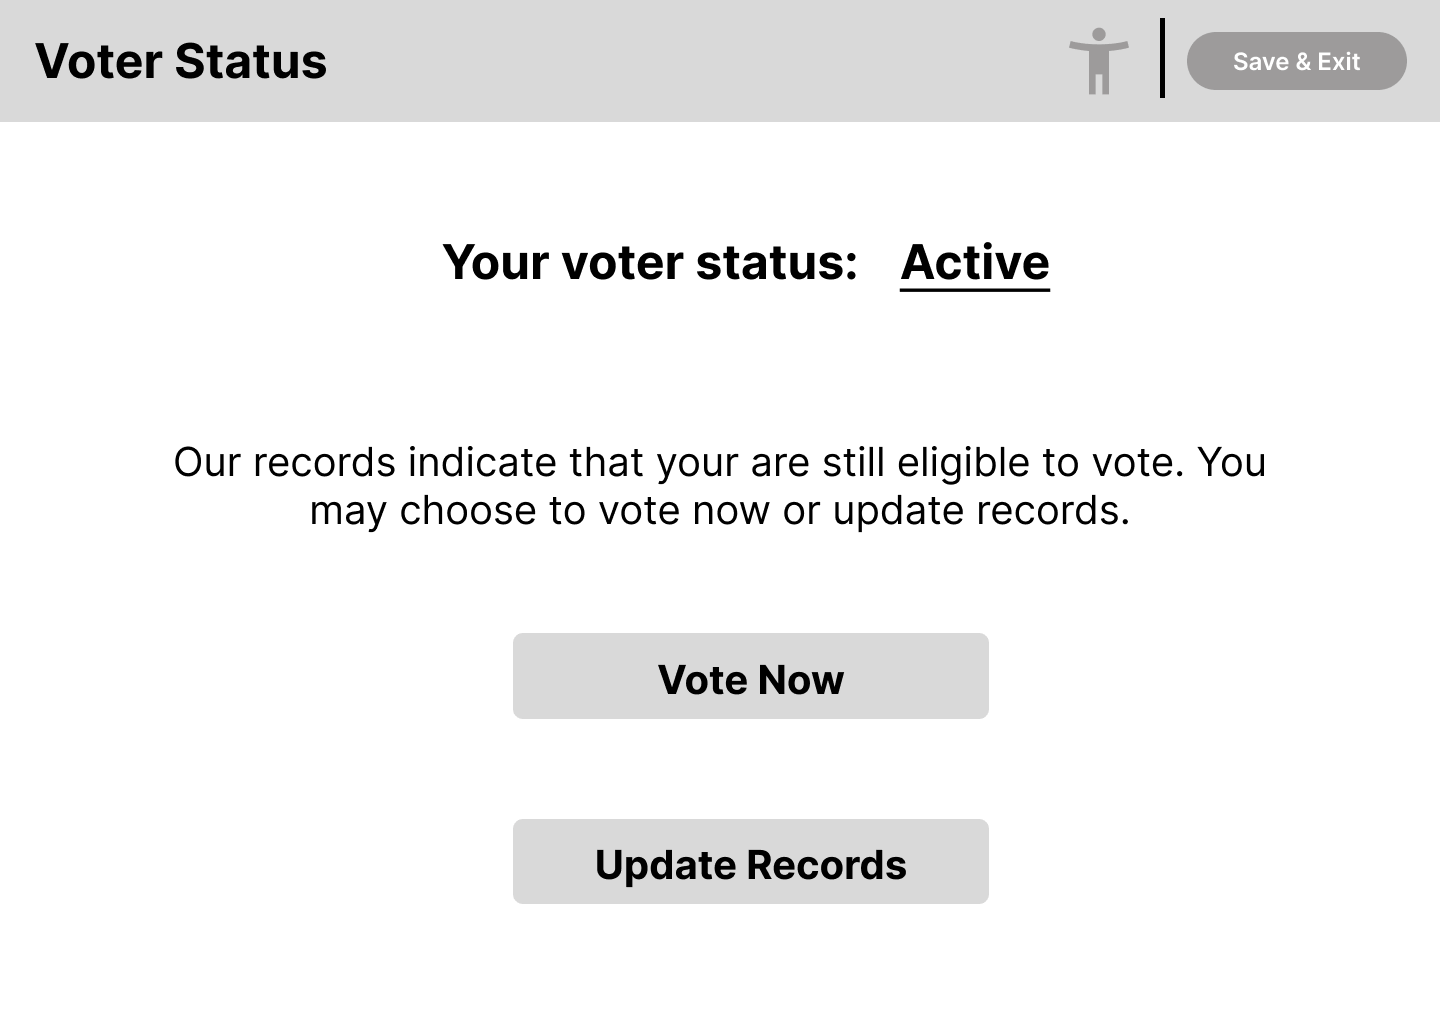 Voter Status
Save & Exit
Your voter status: Active
Our records indicate that your are still eligible to vote. You
may choose to vote now or update records.
Vote Now
Update Records